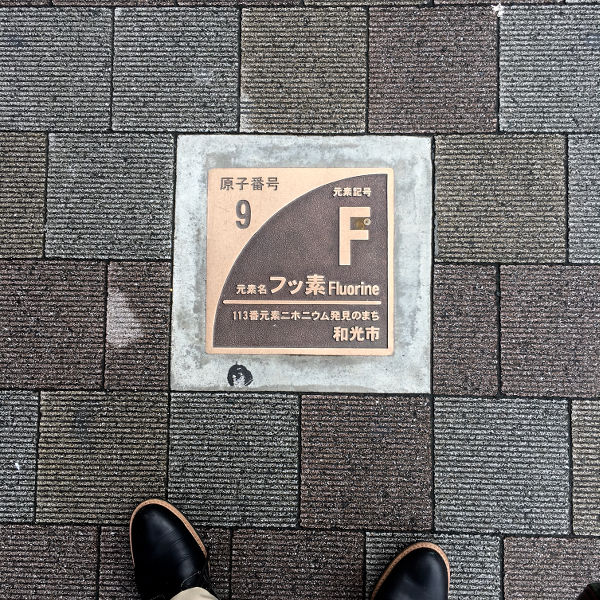 原子番号
9
元素記号
F
元素名 フッ素 Fluorine
113番元素ニホニウム発見のまち
和光市